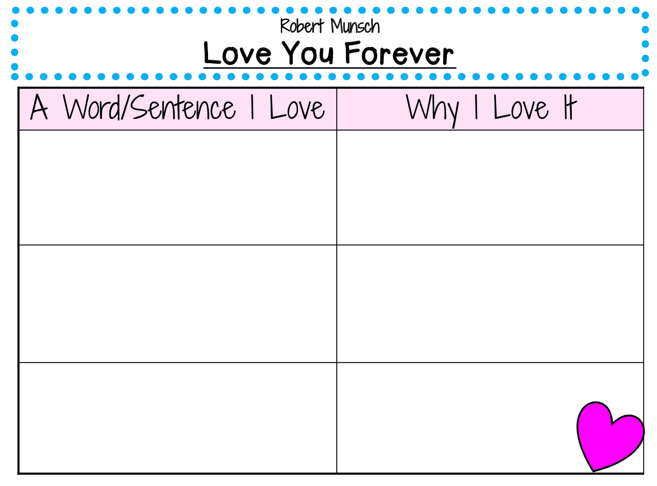 Robert Munsch
Love You Forever
A Word/Sentence I Love
Why I Love It